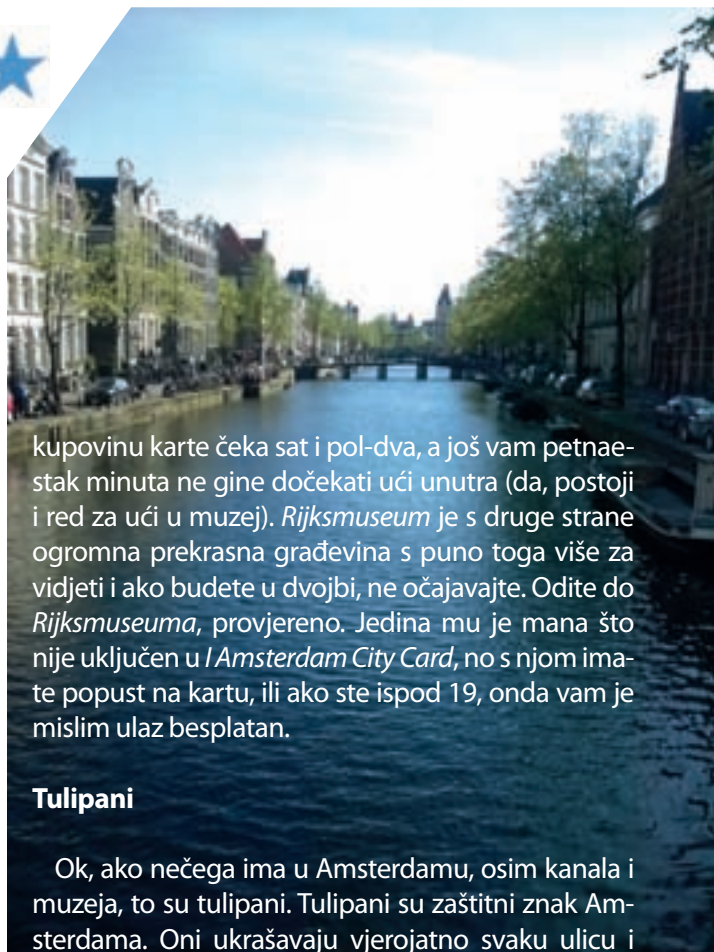 kupovinu karte čeka sat i pol-dva, a još vam petnae-
stak minuta ne gine dočekati ući unutra (da, postoji
i red za ući u muzej). Rijksmuseum je s druge strane
ogromna prekrasna građevina s puno toga više za
vidjeti i ako budete u dvojbi, ne očajavajte. Odite do
Rijksmuseuma, provjereno. Jedina mu je mana što
nije uključen u I Amsterdam City Card, no s njom ima-
te popust na kartu, ili ako ste ispod 19, onda vam je
mislim ulaz besplatan.
Tulipani
Ok, ako nečega ima u Amsterdamu, osim kanala i
muzeja, to su tulipani. Tulipani su zaštitni znak Am-
sterdama. Oni ukrašavaju vjerojatno svaku ulicu i